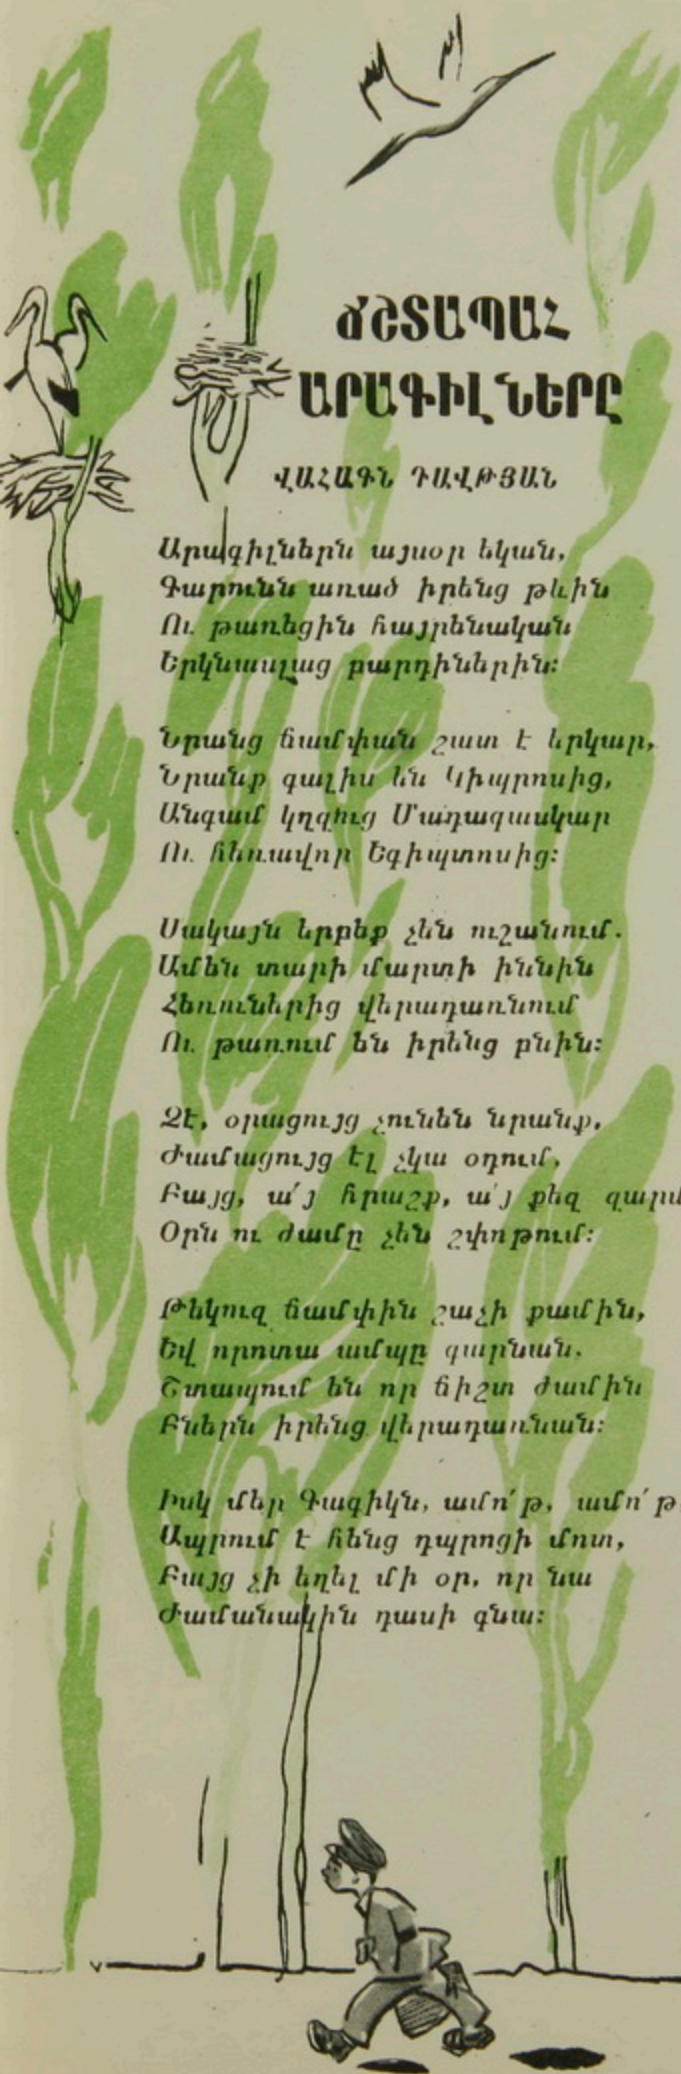 ՃՇՏԱՊԱՀ
ԱՐԱԳԻԼՆԵՐԸ
ՎԱՀԱԳՆ ԴԱՎԹՅԱՆ
Արագիլներն այսօր եկան,
Գարունն առած իրենց թևին
Ու թառեցին հայրենական
Երկնասլաց բարդիներին։
Նրանց ճամփան շատ է երկար,
Նրանք գալիս են Կիպրոսից,
Անգամ կղզուց Մադագասկար
Ու հեռավոր Եգիպտոսից։
Սակայն երբեք չեն ուշանում.
Ամեն տարի մարտի իննին
Հեռուներից վերադառնում
Ու թառում են իրենց բնին։
Չէ, օրացույց չունեն նրանք,
Ժամացույց էլ չկա օդում,
Բայց, ա՛յ հրաշք, ա՛յ քեզ
Օրն ու ժամը չեն շփոթում։
Թեկուզ ճամփին շաչի քամին,
Եվ որոտա ամպը գարնան,
Շտապում են որ ճիշտ ժամին
Բներն իրենց վերադառնան։
Իսկ մեր Գագիկն, ամո՛թ, ամո՛թ
Ապրում է հենց դպրոցի մոտ,
Բայց չի եղել մի օր, որ նա
Ժամանակին դասի գնա։